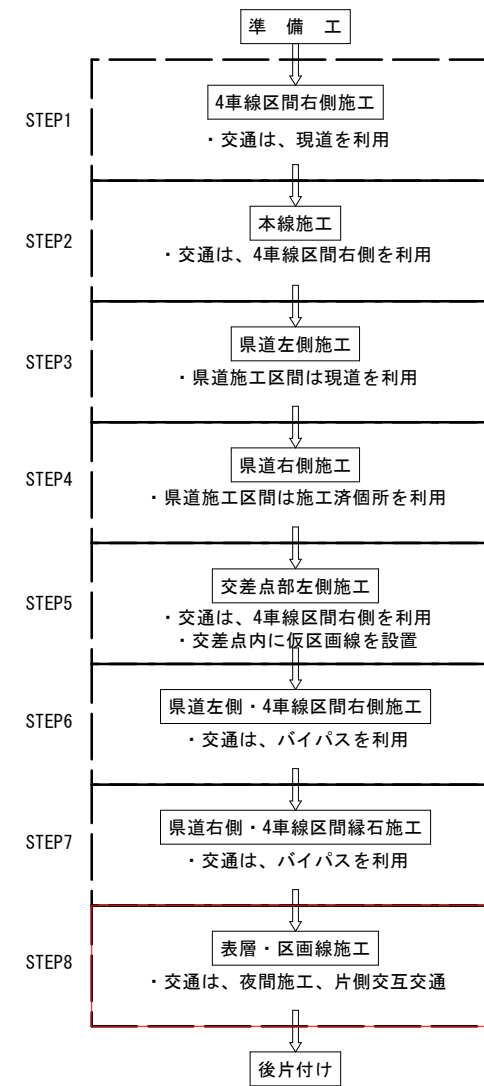 準 備 工
STEP1
4車線区間右側施工
・交通は、現道を利用
STEP2
本線施工
・交通は、4車線区間右側を利用
STEP3
県道左側施工
・県道施工区間は現道を利用
STEP4
県道右側施工
・県道施工区間は施工済個所を利用
STEP5
交差点部左側施工
・交通は、4車線区間右側を利用
・交差点内に仮区画線を設置
STEP6
県道左側・4車線区間右側施工
・交通は、バイパスを利用
STEP7
県道右側・4車線区間縁石施工
・交通は、バイパスを利用
STEP8
表層・区画線施工
・交通は、夜間施工、片側交互交通
後片付け